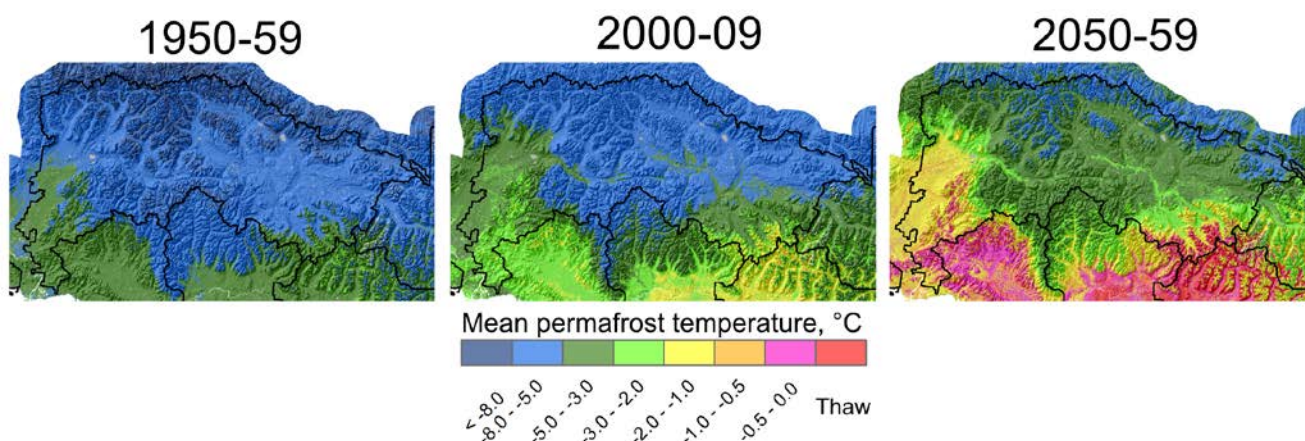 1950-59 2000-09 2050-59
Mean permafrost temperature, °C
< -8.0
-8.0 - -5.0
-5.0 - -3.0
-3.0 - -2.0
-2.0 - -1.0
-1.0 - -0.5
-0.5 - 0.0
Thaw